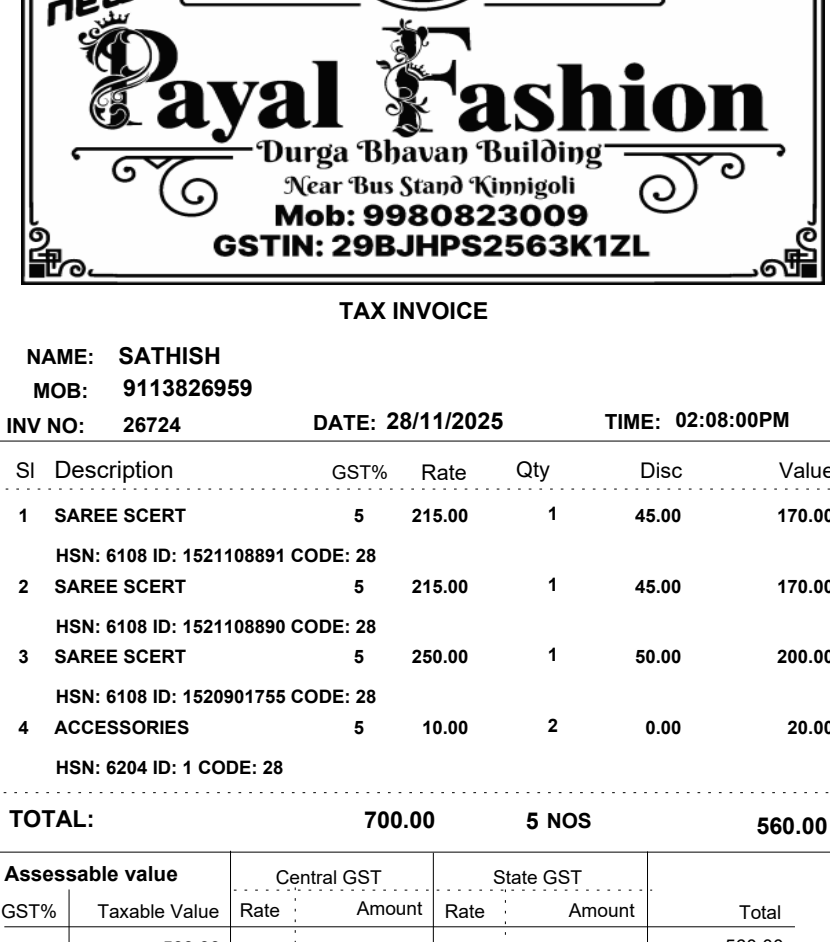 new
Payal Fashion
Durga Bhavan Building
Near Bus Stand Kinnigoli
Mob: 9980823009
GSTIN: 29BJHPS2563K1ZL
TAX INVOICE
NAME: SATHISH
MOB: 9113826959
INV NO: 26724 DATE: 28/11/2025 TIME: 02:08:00PM
Sl Description GST% Rate Qty Disc Value
1 SAREE SCERT 5 215.00 1 45.00 170.00
HSN: 6108 ID: 1521108891 CODE: 28
2 SAREE SCERT 5 215.00 1 45.00 170.00
HSN: 6108 ID: 1521108890 CODE: 28
3 SAREE SCERT 5 250.00 1 50.00 200.00
HSN: 6108 ID: 1520901755 CODE: 28
4 ACCESSORIES 5 10.00 2 0.00 20.00
HSN: 6204 ID: 1 CODE: 28
TOTAL: 700.00 5 NOS 560.00
Assessable value Central GST State GST
GST% Taxable Value Rate Amount Rate Amount Total